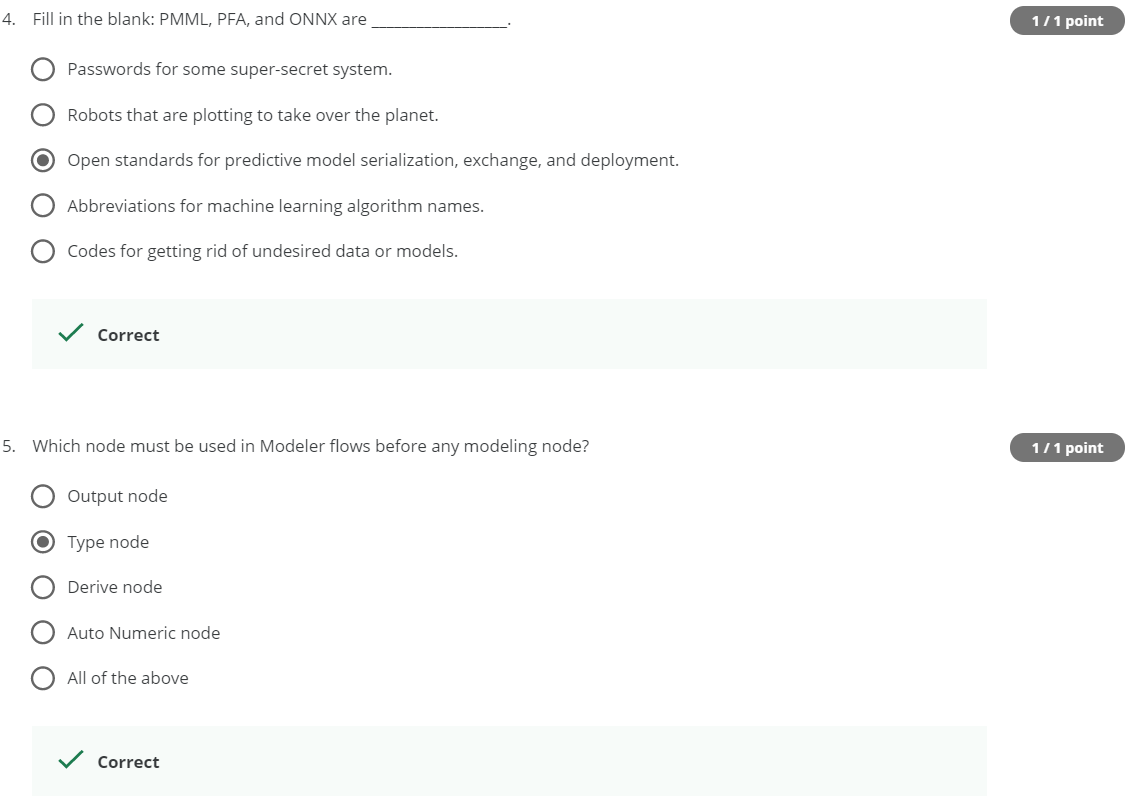 4. Fill in the blank: PMML, PFA, and ONNX are __________________.
1 / 1 point
Passwords for some super-secret system.
Robots that are plotting to take over the planet.
Open standards for predictive model serialization, exchange, and deployment.
Abbreviations for machine learning algorithm names.
Codes for getting rid of undesired data or models.
Correct
5. Which node must be used in Modeler flows before any modeling node?
1 / 1 point
Output node
Type node
Derive node
Auto Numeric node
All of the above
Correct